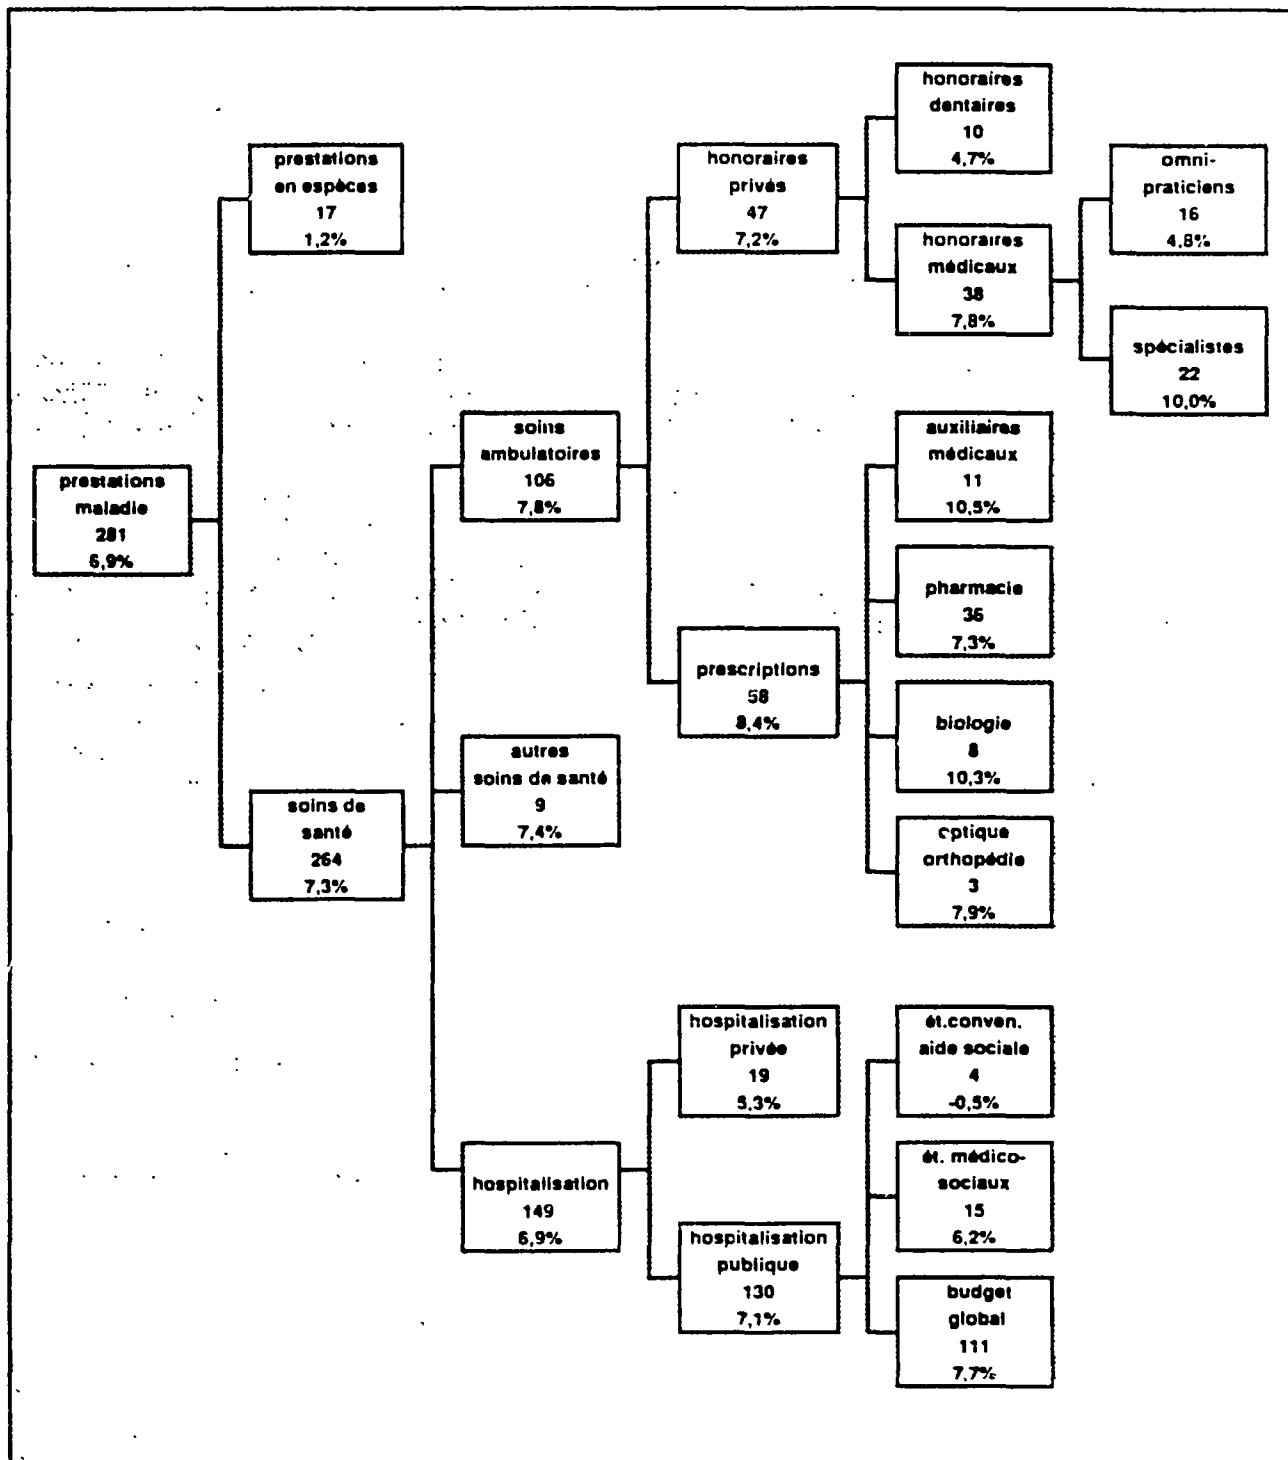 prestations
maladie
281
6,9%
prestations
en espèces
17
1,2%
soins de
santé
264
7,3%
soins
ambulatoires
106
7,8%
autres
soins de santé
9
7,4%
hospitalisation
149
6,9%
honoraires
privés
47
7,2%
prescriptions
58
8,4%
hospitalisation
privée
19
5,3%
hospitalisation
publique
130
7,1%
honoraires
dentaires
10
4,7%
honoraires
médicaux
38
7,8%
auxiliaires
médicaux
11
10,5%
pharmacie
36
7,3%
biologie
8
10,3%
optique
orthopédie
3
7,9%
ét.conven.
aide sociale
4
-0,5%
ét. médico-
sociaux
15
6,2%
budget
global
111
7,7%
omni-
praticiens
16
4,8%
spécialistes
22
10,0%